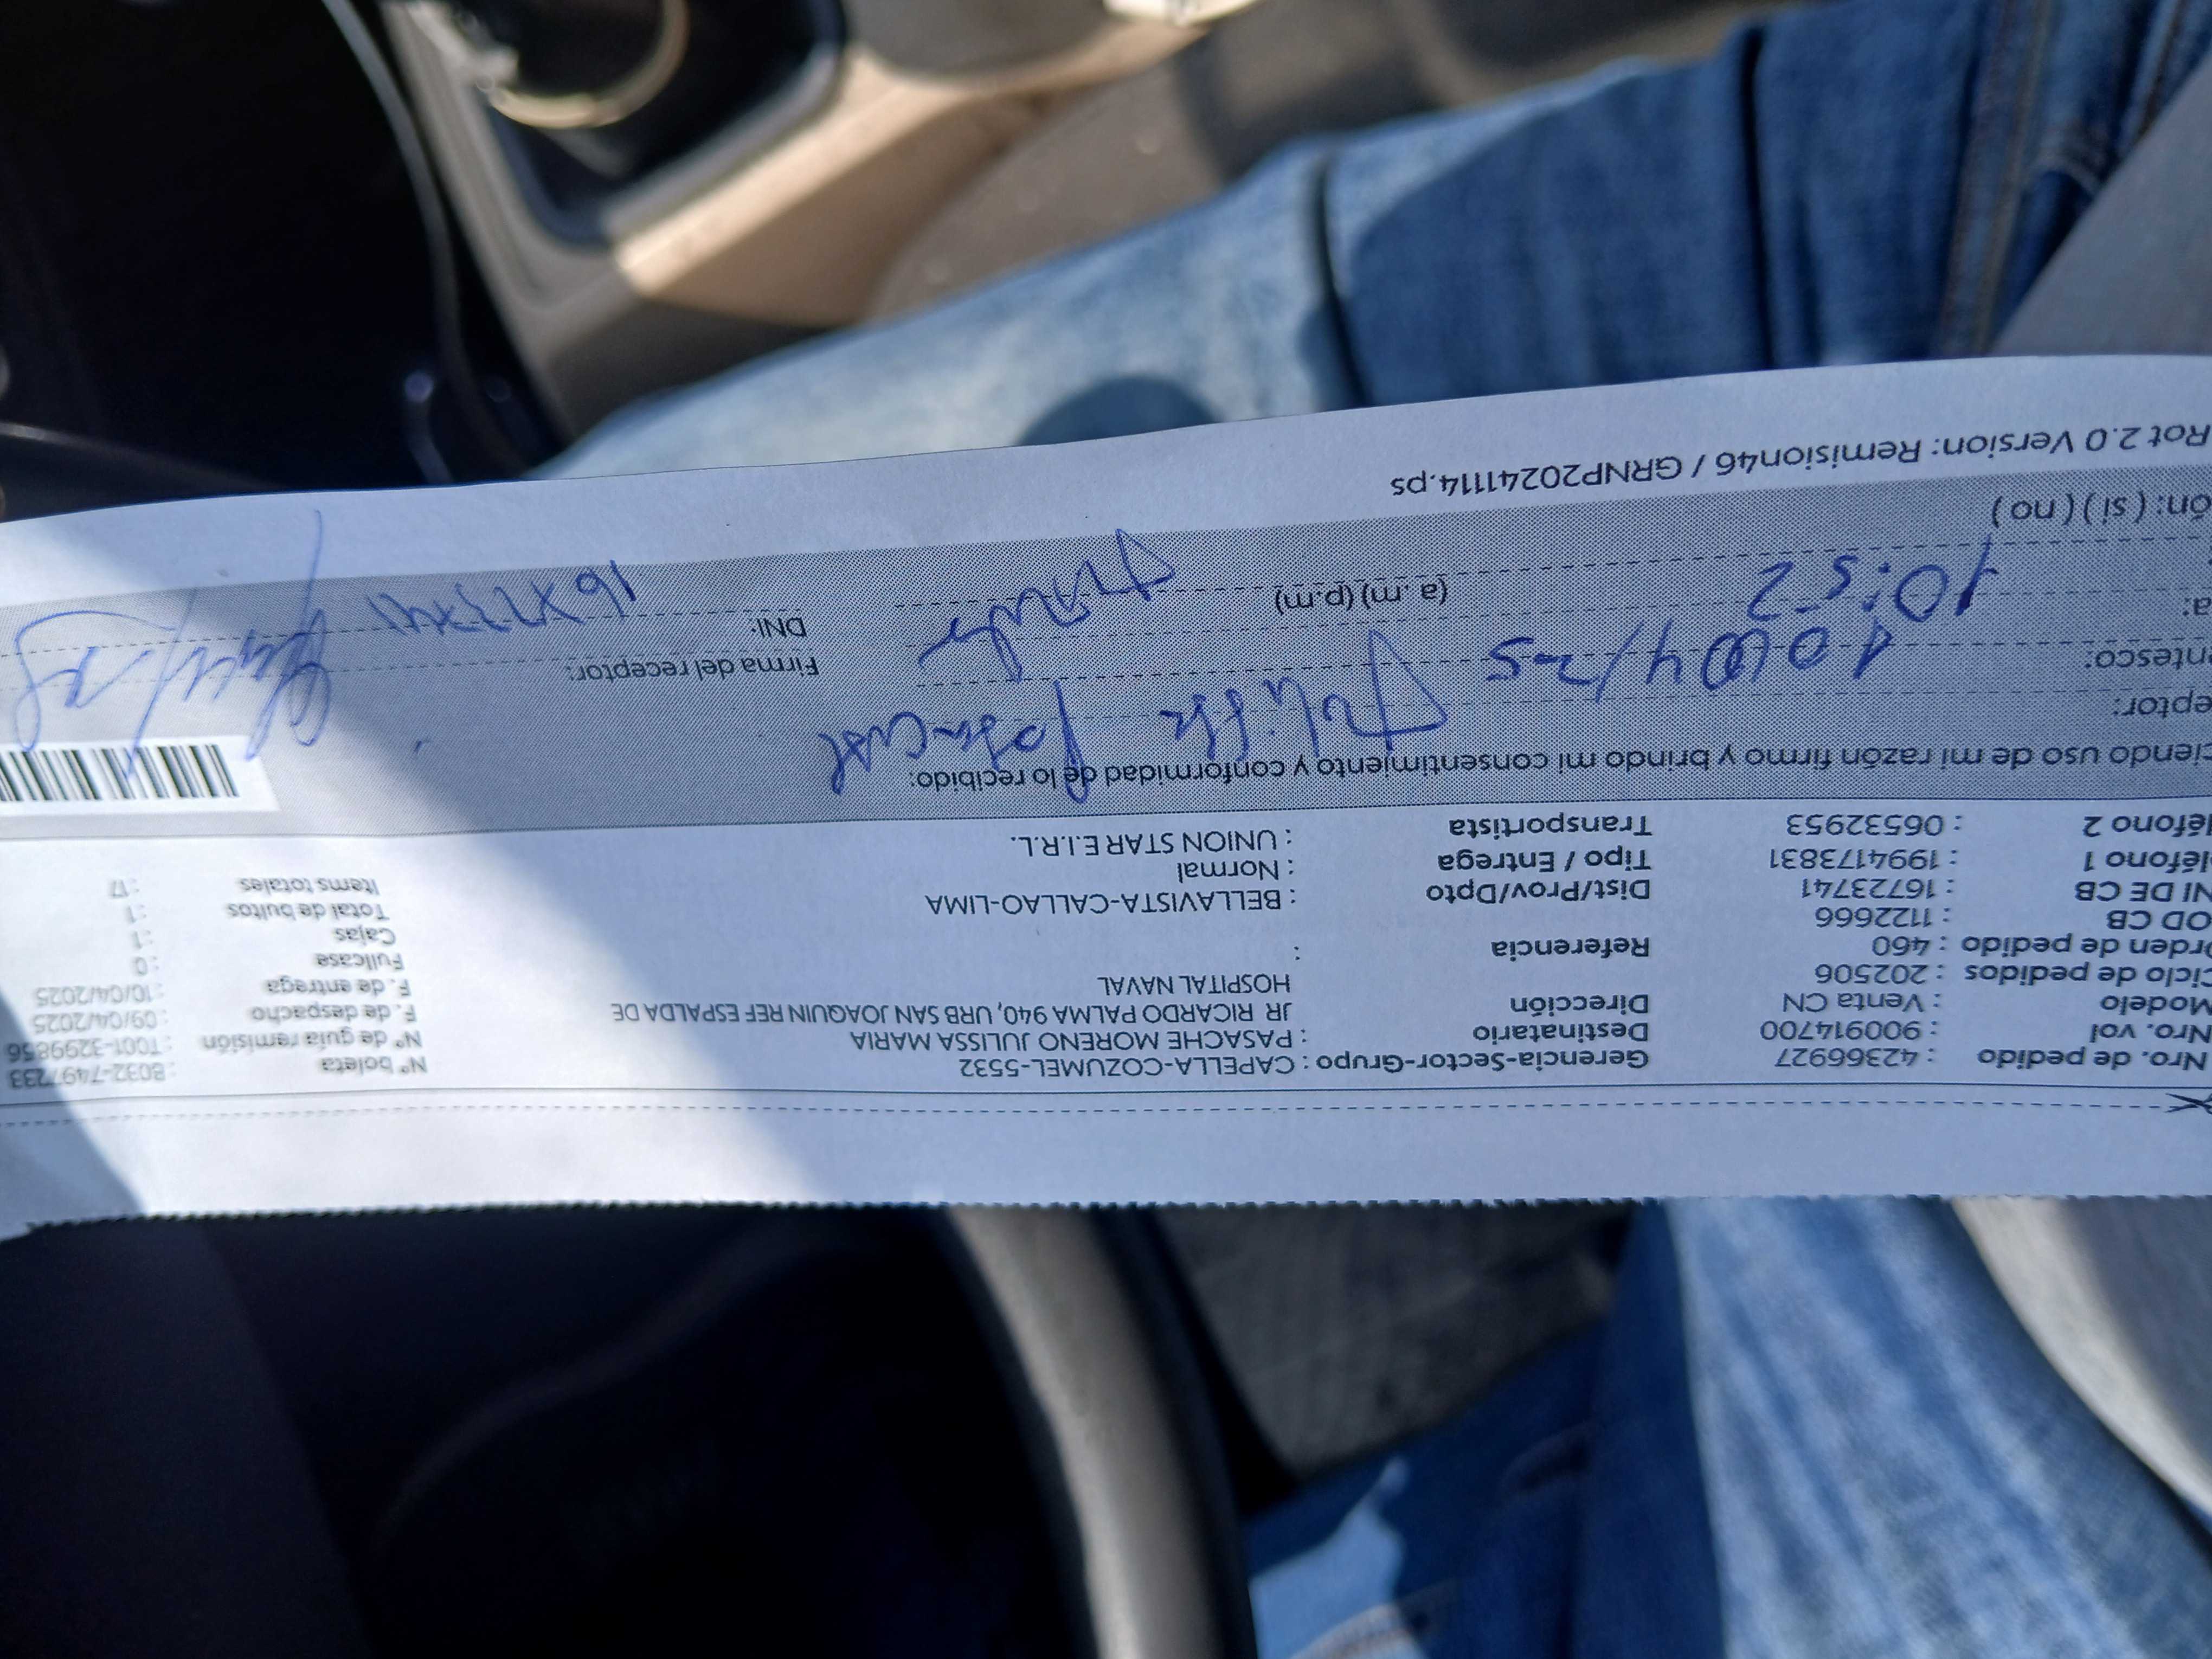 Nro. de pedido : 42366927 Gerencia-Sector-Grupo : CAPELLA-COZUMEL-5532 N° boleta : B032-7497233
Nro. vol : 900914700 Destinatario : PASACHE MORENO JULISSA MARIA N° de guía remisión : T001-3299856
Modelo : Venta CN Dirección JR RICARDO PALMA 940, URB SAN JOAQUIN REF ESPALDA DE F. de despacho : 09/04/2025
Ciclo de pedidos : 202506 HOSPITAL NAVAL F. de entrega : 10/04/2025
Orden de pedido : 460 Referencia : Fullcase : 0
OD CB : 1122666 Cajas : 1
NI DE CB : 16723741 Dist/Prov/Dpto : BELLAVISTA-CALLAO-LIMA Total de bultos : 1
léfono 1 : 1994173831 Tipo / Entrega : Normal Items totales : 17
léfono 2 : 06532953 Transportista : UNION STAR E.I.R.L.
ciendo uso de mi razón firmo y brindo mi consentimiento y conformidad de lo recibido:
eptor: Julissa Pasache
entesco: 10/04/25 Firma del receptor:
a: 10:52 (a. m) (p.m) DNI: 16723741
ón: ( si ) ( no )
Rot 2.0 Version: Remision46 / GRNP20241114.ps